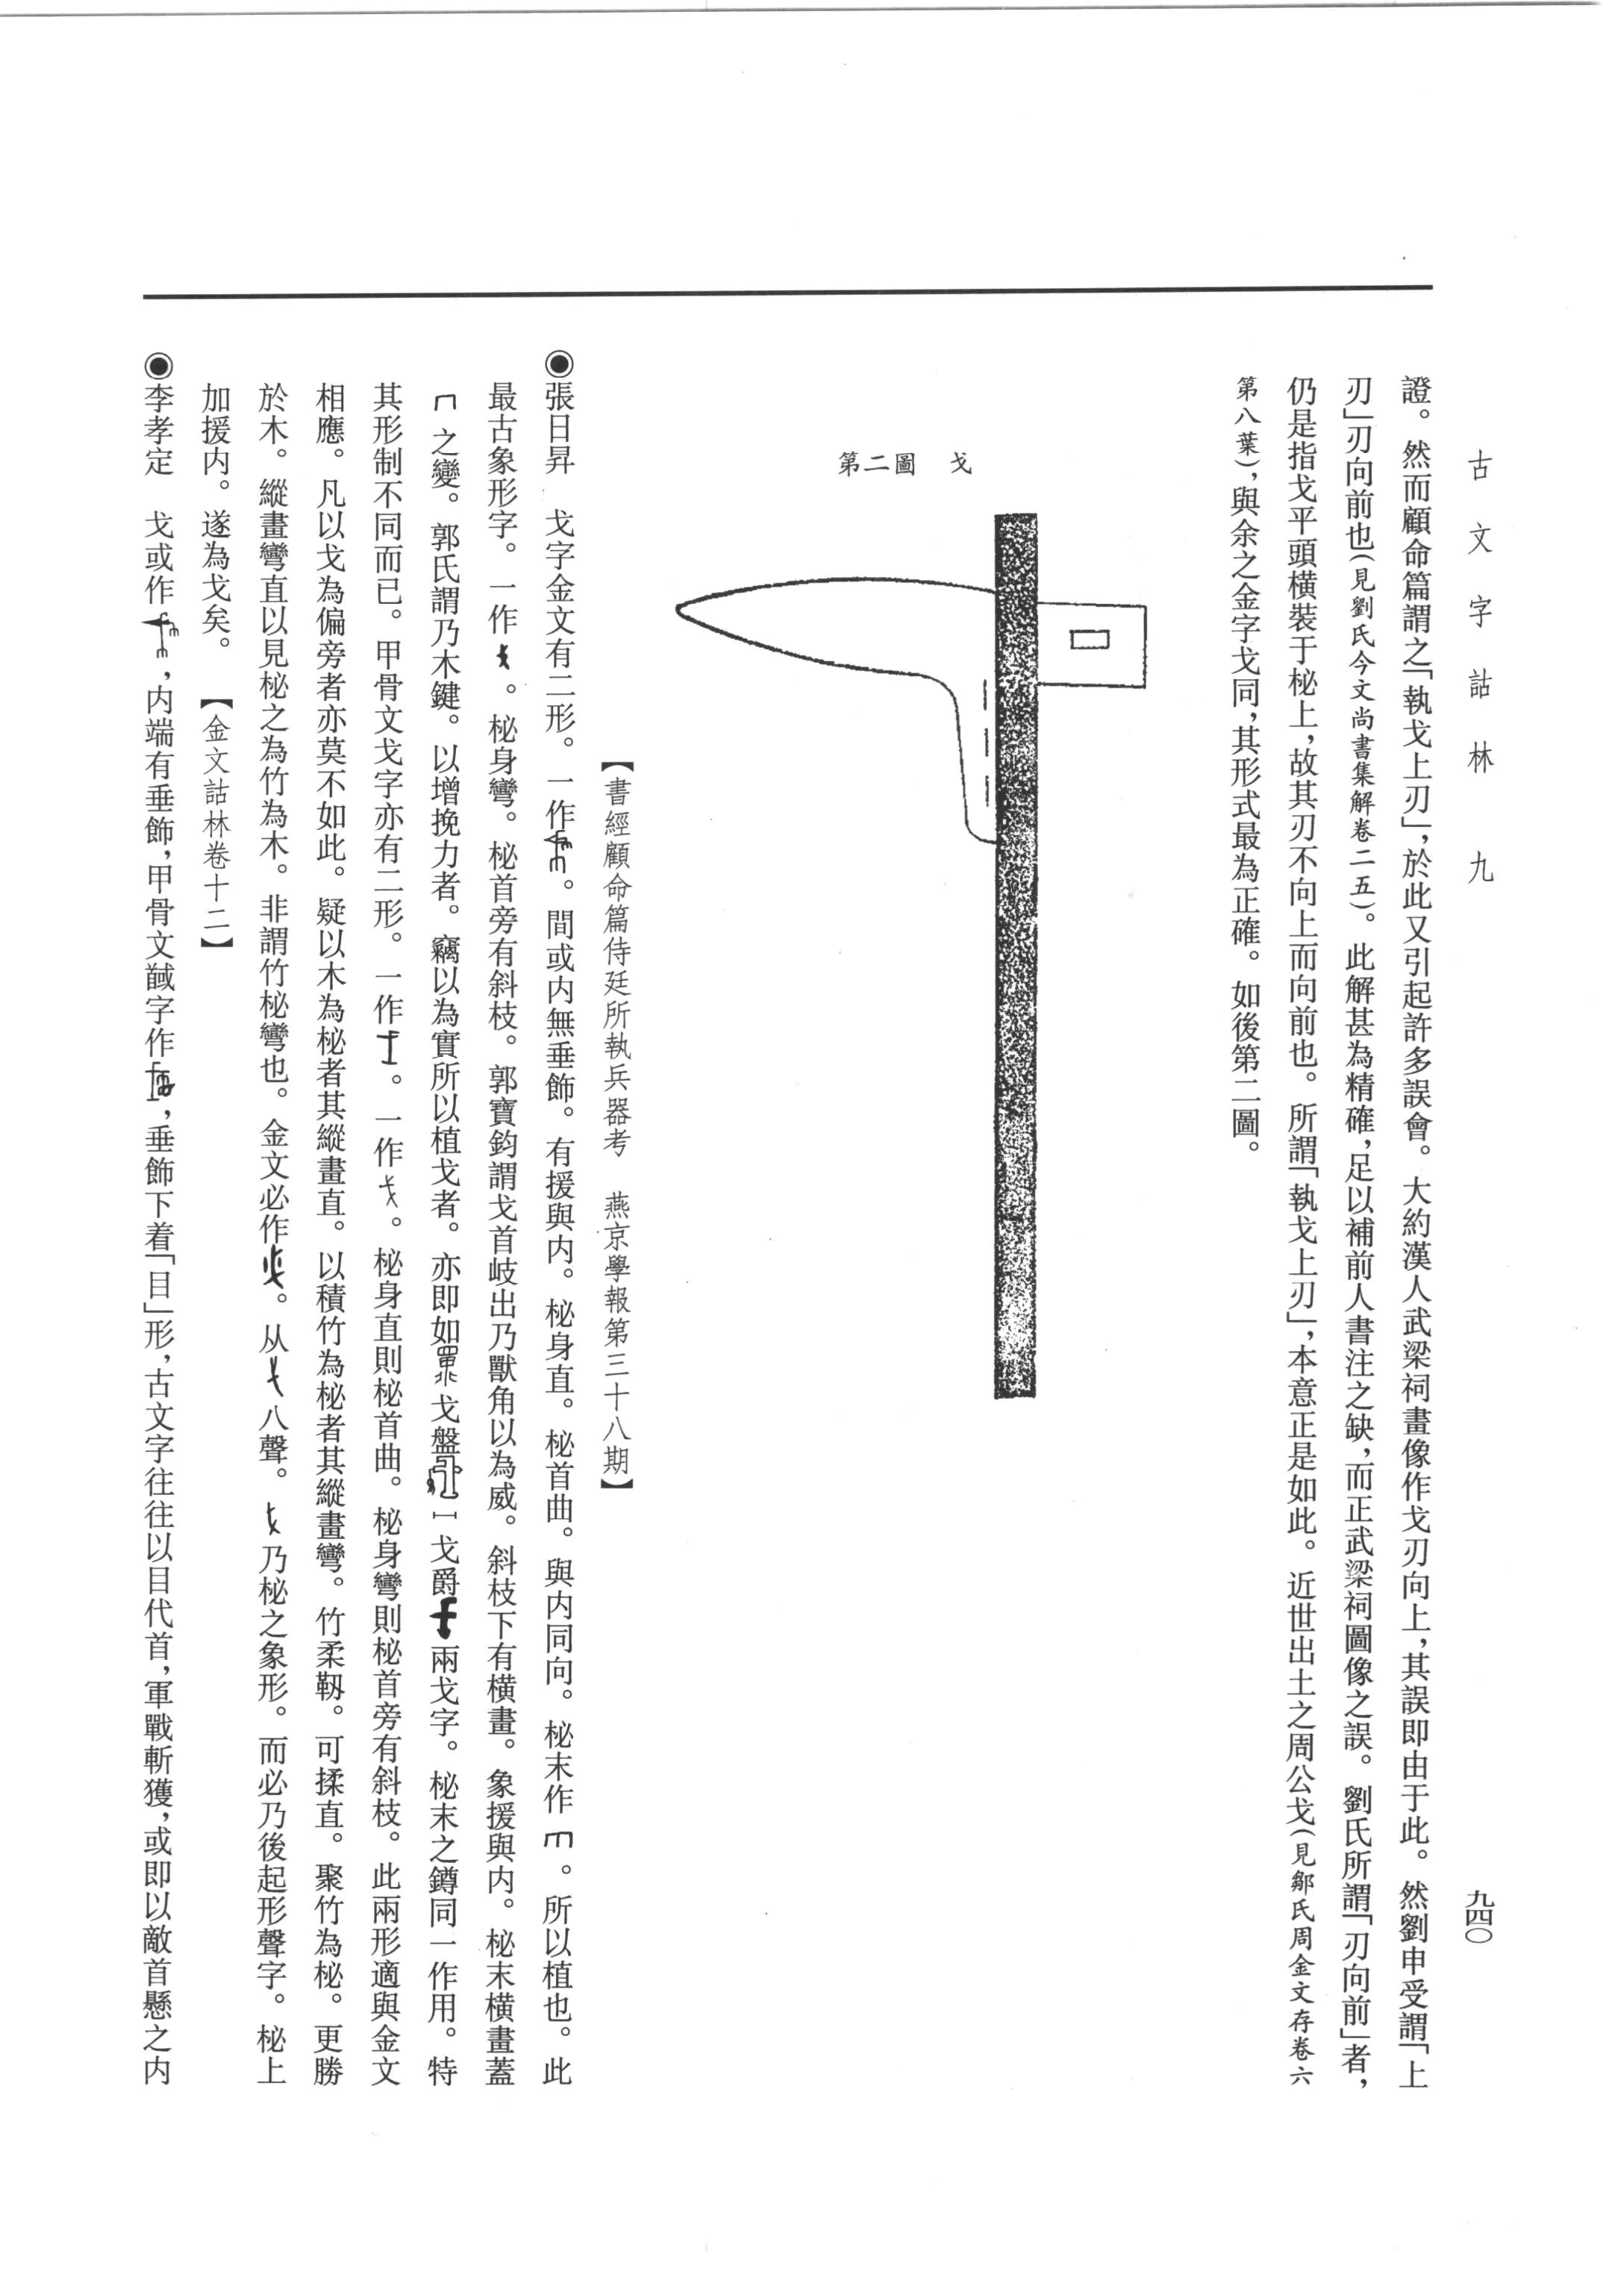 古文字詁林　九
九四〇
證。然而顧命篇謂之「執戈上刃」，於此又引起許多誤會。大約漢人武梁祠畫像作戈刃向上，其誤即由于此。然劉申受謂「上
刃」刃向前也（見劉氏今文尚書集解卷二五）。此解甚為精確，足以補前人書注之缺，而正武梁祠圖像之誤。劉氏所謂「刃向前」者，
仍是指戈平頭橫裝于柲上，故其刃不向上而向前也。所謂「執戈上刃」，本意正是如此。近世出土之周公戈（見鄒氏周金文存卷六
第八葉），與余之金字戈同，其形式最為正確。如後第二圖。
第二圖　戈
【書經顧命篇侍廷所執兵器考　燕京學報第三十八期】
◉張日昇　戈字金文有二形。一作。間或内無垂飾。有援與内。柲身直。柲首曲。與内同向。柲末作。所以植也。此
最古象形字。一作。柲身彎。柲首旁有斜枝。郭寶鈞謂戈首歧出乃獸角以為威。斜枝下有橫畫。象援與内。柲末橫畫蓋
之變。郭氏謂乃木鍵。以增挽力者。竊以為實所以植戈者。亦即如戈盤戈爵兩戈字。柲末之鐏同一作用。特
其形制不同而已。甲骨文戈字亦有二形。一作。一作。柲身直則柲首曲。柲身彎則柲首旁有斜枝。此兩形適與金文
相應。凡以戈為偏旁者亦莫不如此。疑以木為柲者其縱畫直。以積竹為柲者其縱畫彎。竹柔韌。可揉直。聚竹為柲。更勝
於木。縱畫彎直以見柲之為竹為木。非謂竹柲彎也。金文必作。从八聲。乃柲之象形。而必乃後起形聲字。柲上
加援内。遂為戈矣。　【金文詁林卷十二】
◉李孝定　戈或作，内端有垂飾，甲骨文馘字作，垂飾下着「目」形，古文字往往以目代首，軍戰斬獲，或即以敵首懸之内